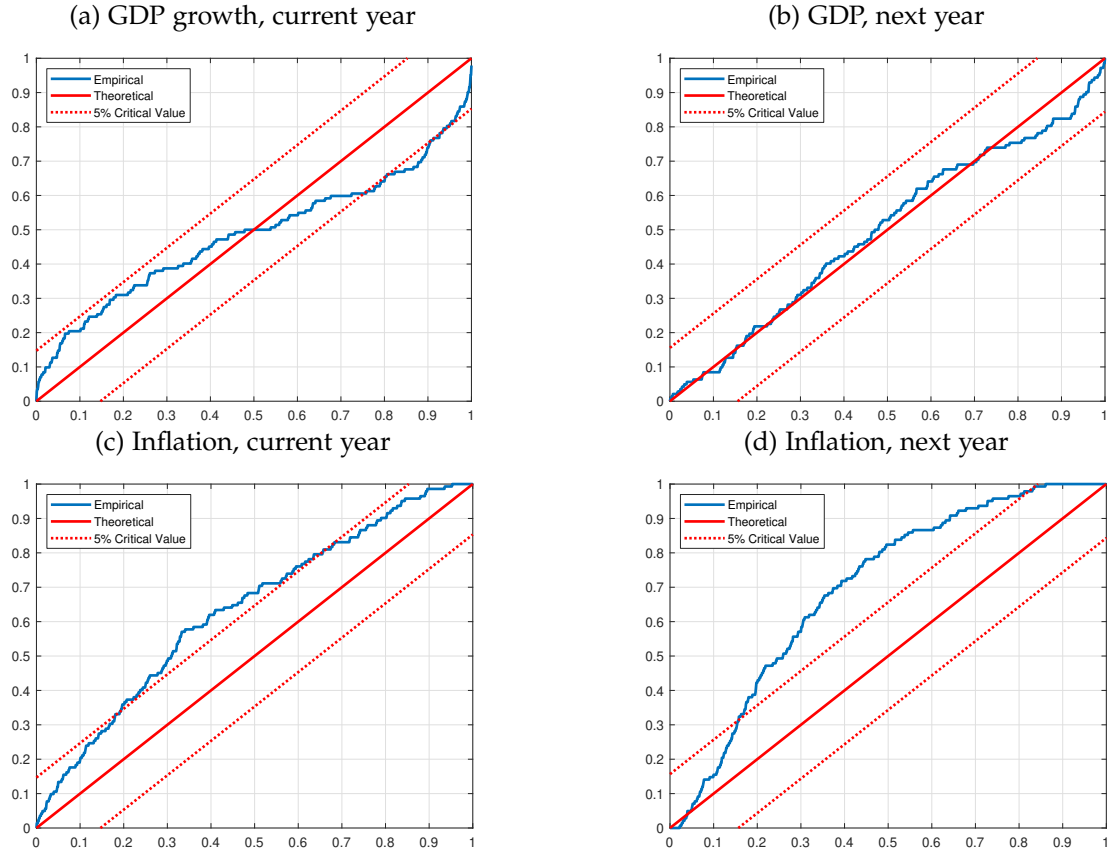 (a) GDP growth, current year
(b) GDP, next year
Empirical
Theoretical
5% Critical Value
1
0.9
0.8
0.7
0.6
0.5
0.4
0.3
0.2
0.1
0
0 0.1 0.2 0.3 0.4 0.5 0.6 0.7 0.8 0.9 1
Empirical
Theoretical
5% Critical Value
1
0.9
0.8
0.7
0.6
0.5
0.4
0.3
0.2
0.1
0
0 0.1 0.2 0.3 0.4 0.5 0.6 0.7 0.8 0.9 1
(c) Inflation, current year
(d) Inflation, next year
Empirical
Theoretical
5% Critical Value
1
0.9
0.8
0.7
0.6
0.5
0.4
0.3
0.2
0.1
0
0 0.1 0.2 0.3 0.4 0.5 0.6 0.7 0.8 0.9 1
Empirical
Theoretical
5% Critical Value
1
0.9
0.8
0.7
0.6
0.5
0.4
0.3
0.2
0.1
0
0 0.1 0.2 0.3 0.4 0.5 0.6 0.7 0.8 0.9 1